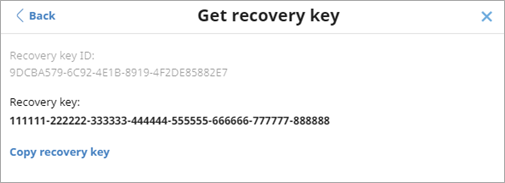 Back
Get recovery key
Recovery key ID:
9DCBA579-6C92-4E1B-8919-4F2DE85882E7
Recovery key:
111111-222222-333333-444444-555555-666666-777777-888888
Copy recovery key